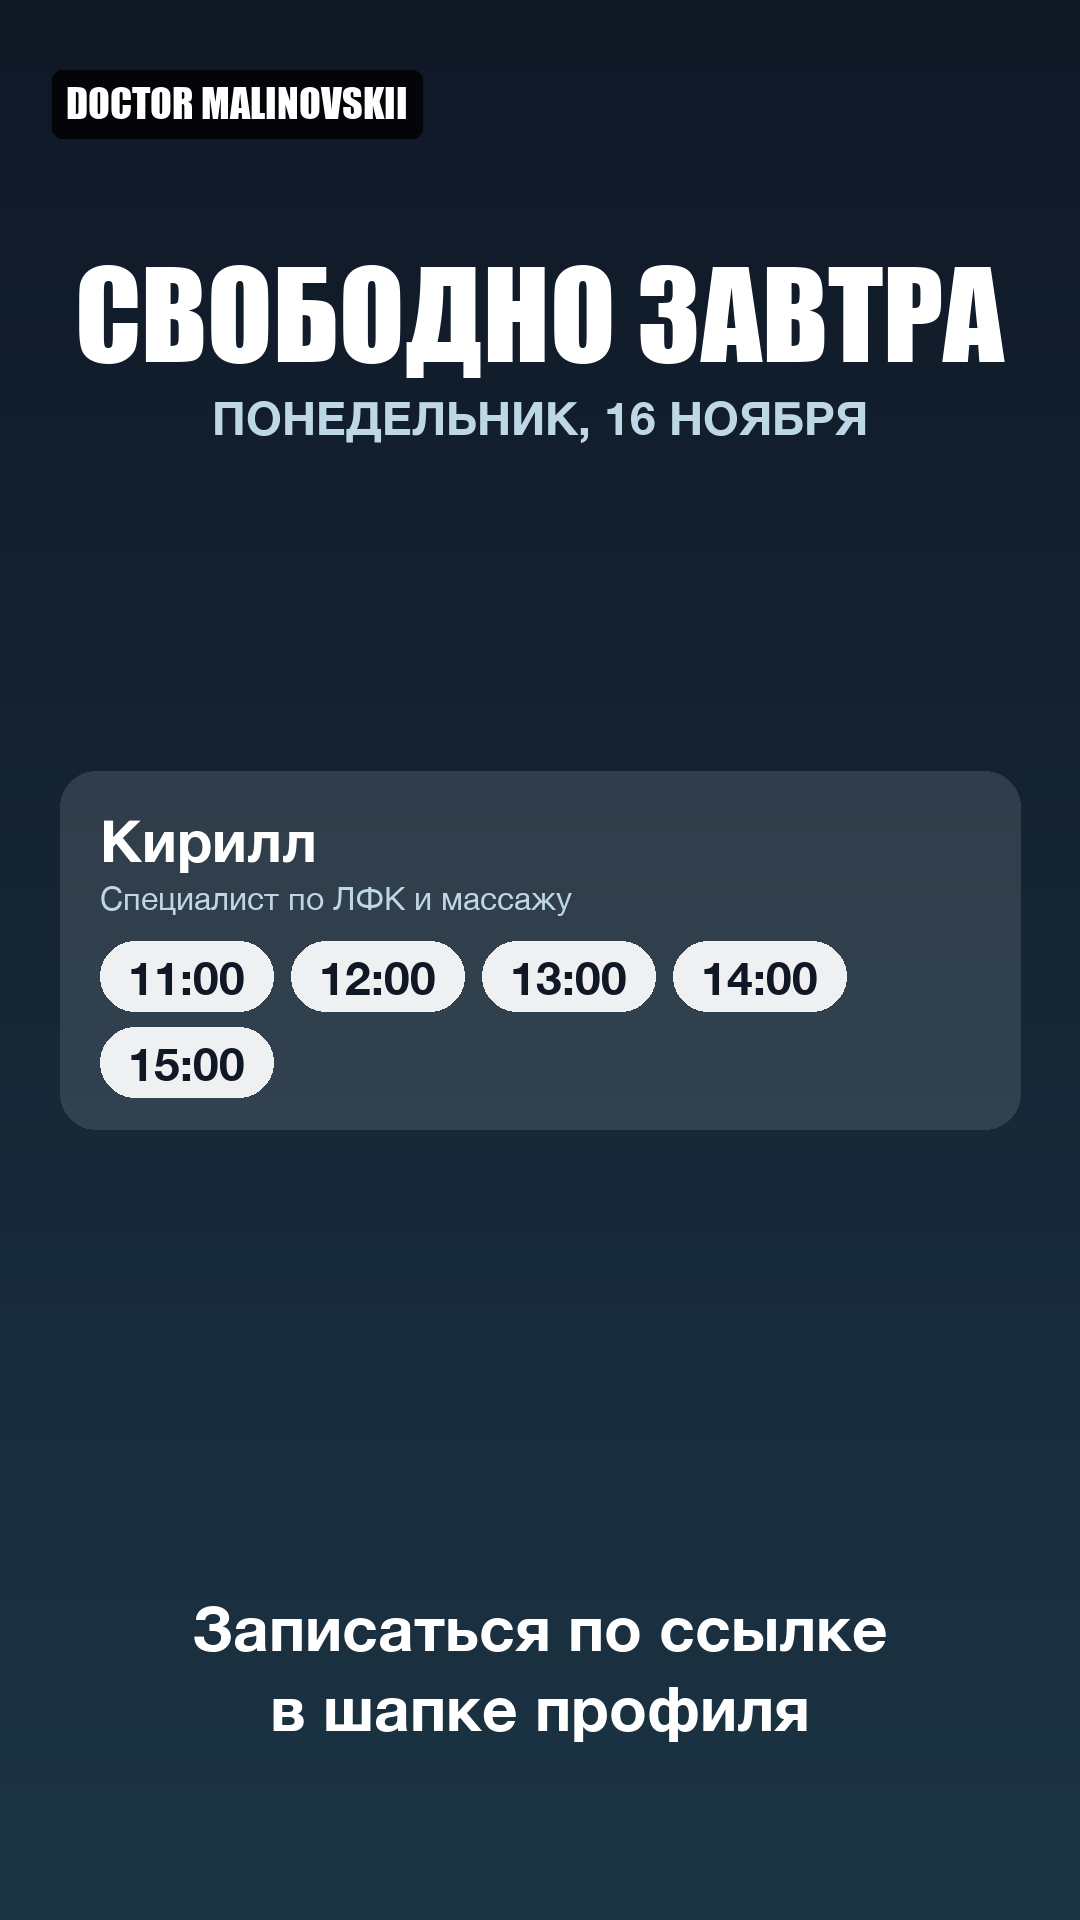 DOCTOR MALINOVSKII
СВОБОДНО ЗАВТРА
ПОНЕДЕЛЬНИК, 16 НОЯБРЯ
Кирилл
Специалист по ЛФК и массажу
11:00 12:00 13:00 14:00
15:00
Записаться по ссылке
в шапке профиля